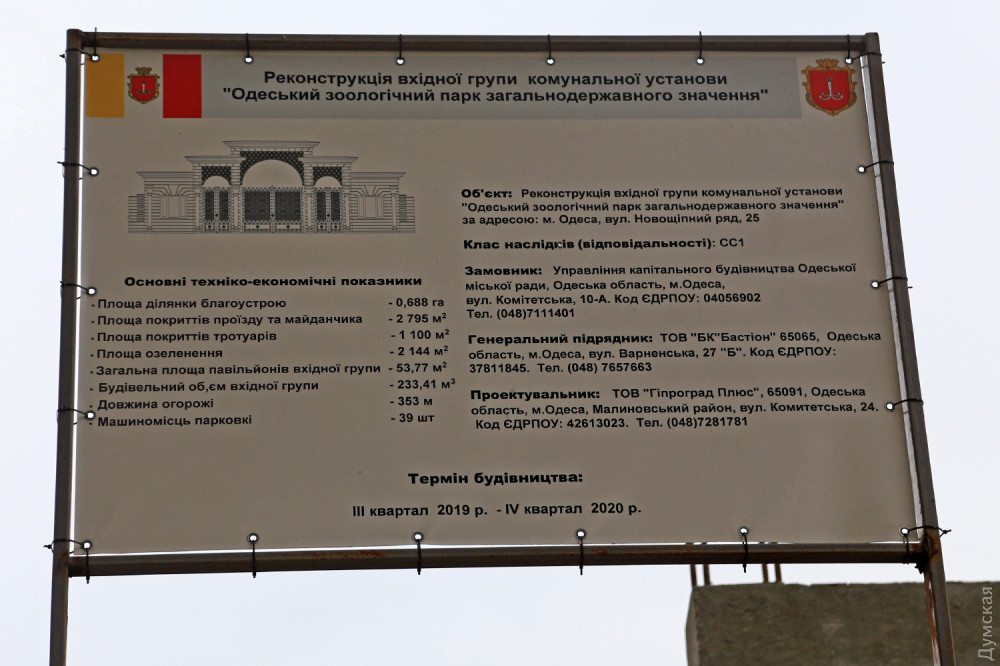 Реконструкція вхідної групи комунальної установи
"Одеський зоологічний парк загальнодержавного значення"
Основні техніко-економічні показники
- Площа ділянки благоустрою - 0,688 га
- Площа покриттів проїзду та майданчика - 2 795 м²
- Площа покриттів тротуарів - 1 100 м²
- Площа озеленення - 2 144 м²
- Загальна площа павільйонів вхідної групи - 53,77 м²
- Будівельний об,єм вхідної групи - 233,41 м³
- Довжина огорожі - 353 м
- Машиномісць парковкі - 39 шт
Об'єкт: Реконструкція вхідної групи комунальної установи
"Одеський зоологічний парк загальнодержавного значення"
за адресою: м. Одеса, вул. Новощіпний ряд, 25
Клас наслідків (відповідальності): СС1
Замовник: Управління капітального будівництва Одеської
міської ради, Одеська область, м.Одеса,
вул. Комітетська, 10-А. Код ЄДРПОУ: 04056902
Тел. (048)7111401
Генеральний підрядник: ТОВ "БК"Бастіон" 65065, Одеська
область, м.Одеса, вул. Варненська, 27 "Б". Код ЄДРПОУ:
37811845. Тел. (048) 7657663
Проектувальник: ТОВ "Гіпроград Плюс", 65091, Одеська
область, м.Одеса, Малиновський район, вул. Комитетська, 24.
Код ЄДРПОУ: 42613023. Тел. (048)7281781
Термін будівництва:
III квартал 2019 р. - IV квартал 2020 р.
Думская